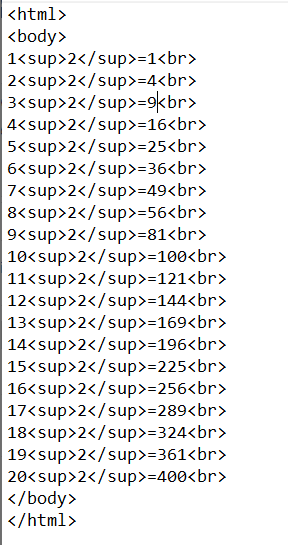 <html>
<body>
1<sup>2</sup>=1<br>
2<sup>2</sup>=4<br>
3<sup>2</sup>=9<br>
4<sup>2</sup>=16<br>
5<sup>2</sup>=25<br>
6<sup>2</sup>=36<br>
7<sup>2</sup>=49<br>
8<sup>2</sup>=56<br>
9<sup>2</sup>=81<br>
10<sup>2</sup>=100<br>
11<sup>2</sup>=121<br>
12<sup>2</sup>=144<br>
13<sup>2</sup>=169<br>
14<sup>2</sup>=196<br>
15<sup>2</sup>=225<br>
16<sup>2</sup>=256<br>
17<sup>2</sup>=289<br>
18<sup>2</sup>=324<br>
19<sup>2</sup>=361<br>
20<sup>2</sup>=400<br>
</body>
</html>